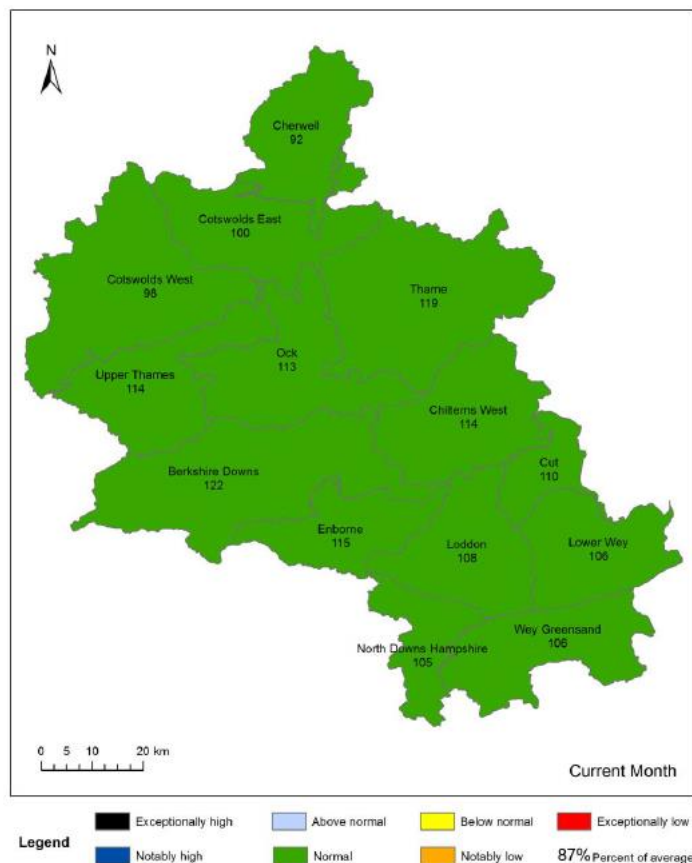 N
Cherwell
92
Cotswolds East
100
Cotswolds West
98
Thame
119
Ock
113
Upper Thames
114
Chilterns West
114
Cut
110
Berkshire Downs
122
Enborne
115
Loddon
108
Lower Wey
106
Wey Greensand
106
North Downs Hampshire
105
0 5 10 20 km
Current Month
Legend
Exceptionally high
Above normal
Below normal
Exceptionally low
Notably high
Normal
Notably low
87% Percent of average